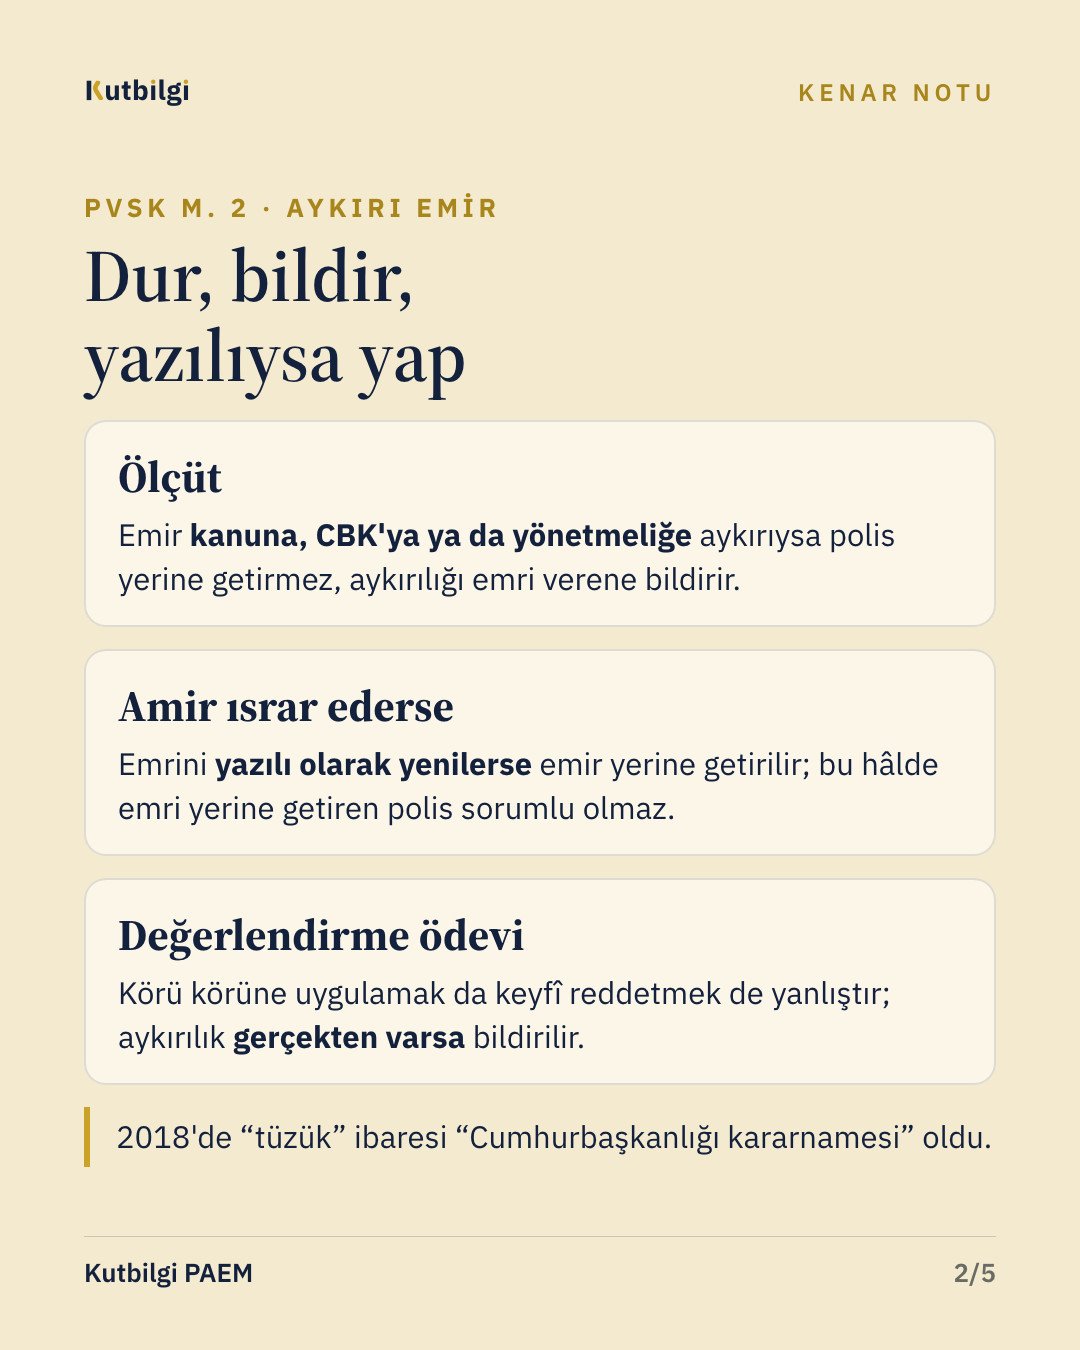 Kutbilgi
KENAR NOTU
PVSK M. 2 · AYKIRI EMİR
Dur, bildir,
yazılıysa yap
Ölçüt
Emir kanuna, CBK'ya ya da yönetmeliğe aykırıysa polis
yerine getirmez, aykırılığı emri verene bildirir.
Amir ısrar ederse
Emrini yazılı olarak yenilerse emir yerine getirilir; bu hâlde
emri yerine getiren polis sorumlu olmaz.
Değerlendirme ödevi
Körü körüne uygulamak da keyfî reddetmek de yanlıştır;
aykırılık gerçekten varsa bildirilir.
2018'de “tüzük” ibaresi “Cumhurbaşkanlığı kararnamesi” oldu.
Kutbilgi PAEM
2/5